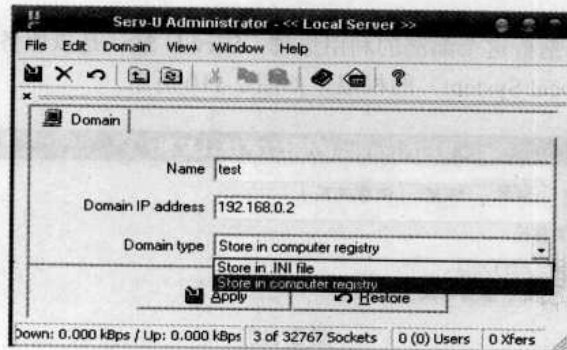 Serv-U Administrator - << Local Server >>
File Edit Domain View Window Help
Domain
Name test
Domain IP address 192.168.0.2
Domain type Store in computer registry
Store in .INI file
Store in computer registry
Apply Restore
Down: 0.000 kBps / Up: 0.000 kBps 3 of 32767 Sockets 0 (0) Users 0 Xfers